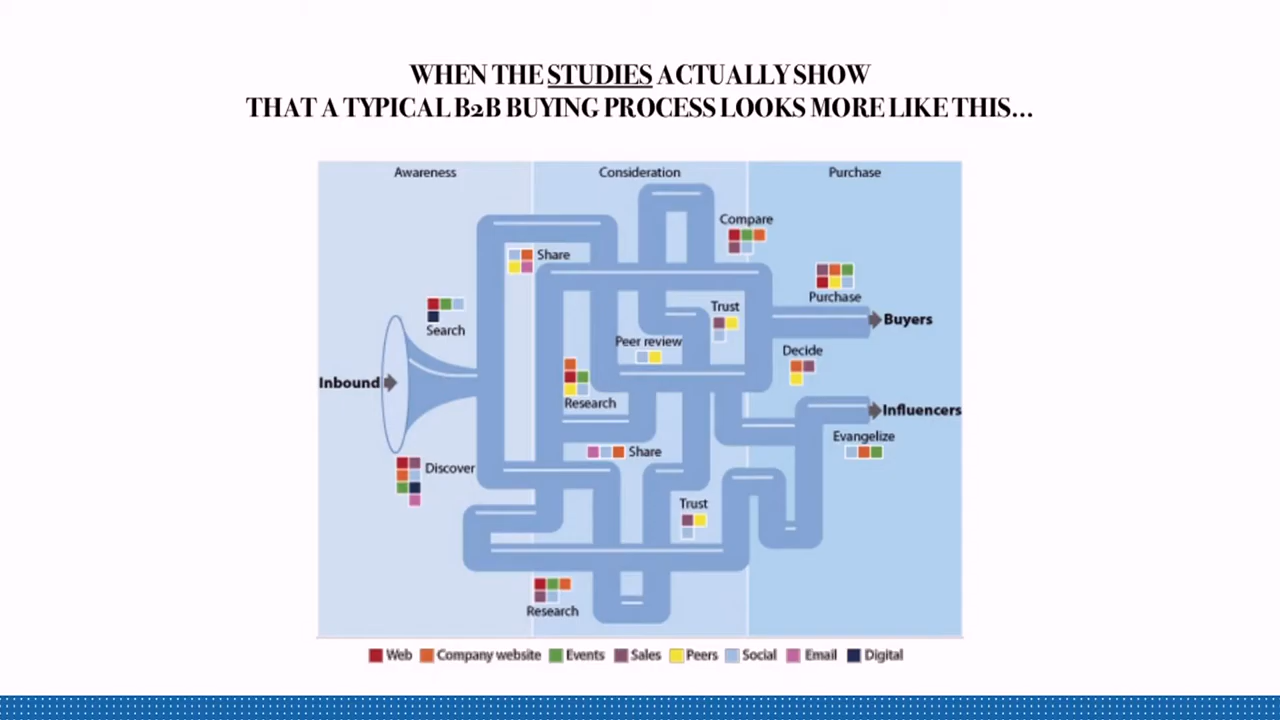 WHEN THE STUDIES ACTUALLY SHOW
THAT A TYPICAL B2B BUYING PROCESS LOOKS MORE LIKE THIS...
Awareness
Consideration
Purchase
Compare
Share
Purchase
Search
Trust
Buyers
Peer review
Decide
Inbound
Research
Influencers
Evangelize
Share
Discover
Trust
Research
Web Company website Events Sales Peers Social Email Digital